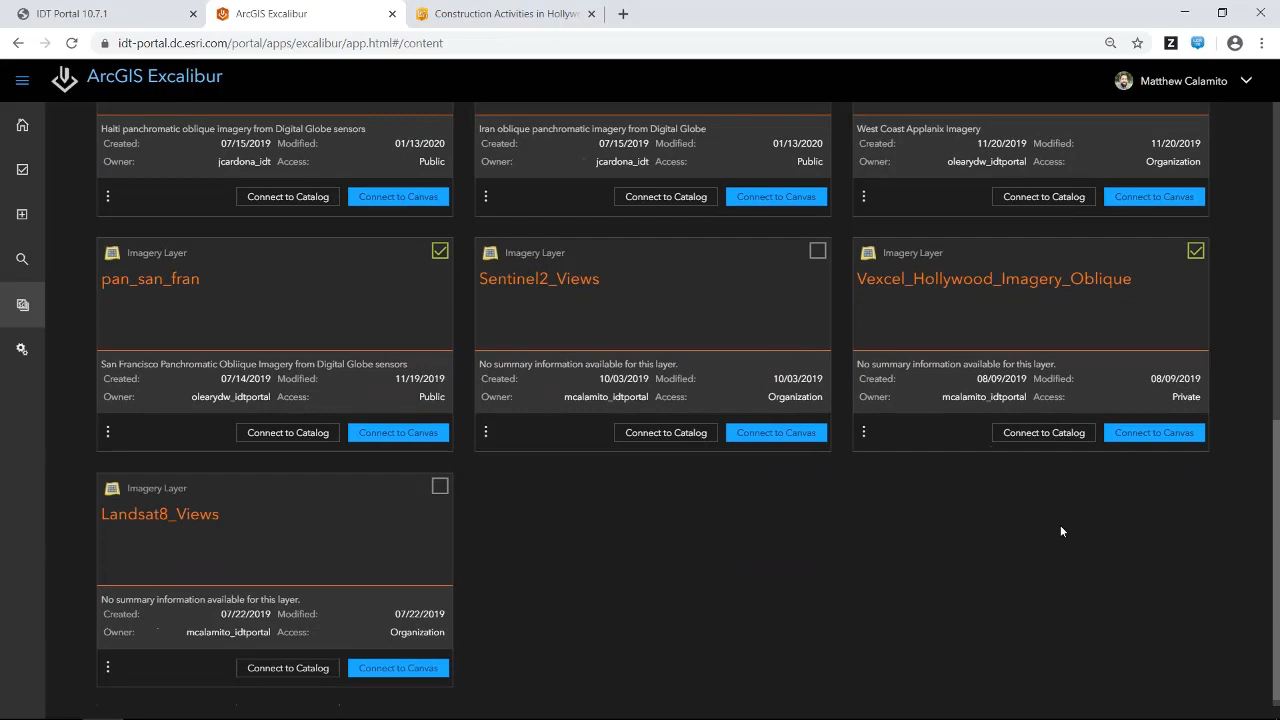 IDT Portal 10.7.1
ArcGIS Excalibur
Construction Activities in Hollyw
idt-portal.dc.esri.com/portal/apps/excalibur/app.html#/content
Z
ArcGIS Excalibur
Matthew Calamito
Haiti panchromatic oblique imagery from Digital Globe sensors
Created: 07/15/2019 Modified: 01/13/2020
Owner: jcardona_idt Access: Public
Connect to Catalog Connect to Canvas
Iran oblique panchromatic imagery from Digital Globe
Created: 07/15/2019 Modified: 01/13/2020
Owner: jcardona_idt Access: Public
Connect to Catalog Connect to Canvas
West Coast Applanix Imagery
Created: 11/20/2019 Modified: 11/20/2019
Owner: olearydw_idtportal Access: Organization
Connect to Catalog Connect to Canvas
Imagery Layer
pan_san_fran
San Francisco Panchromatic Obliique Imagery from Digital Globe sensors
Created: 07/14/2019 Modified: 11/19/2019
Owner: olearydw_idtportal Access: Public
Connect to Catalog Connect to Canvas
Imagery Layer
Sentinel2_Views
No summary information available for this layer.
Created: 10/03/2019 Modified: 10/03/2019
Owner: mcalamito_idtportal Access: Organization
Connect to Catalog Connect to Canvas
Imagery Layer
Vexcel_Hollywood_Imagery_Oblique
No summary information available for this layer.
Created: 08/09/2019 Modified: 08/09/2019
Owner: mcalamito_idtportal Access: Private
Connect to Catalog Connect to Canvas
Imagery Layer
Landsat8_Views
No summary information available for this layer.
Created: 07/22/2019 Modified: 07/22/2019
Owner: mcalamito_idtportal Access: Organization
Connect to Catalog Connect to Canvas